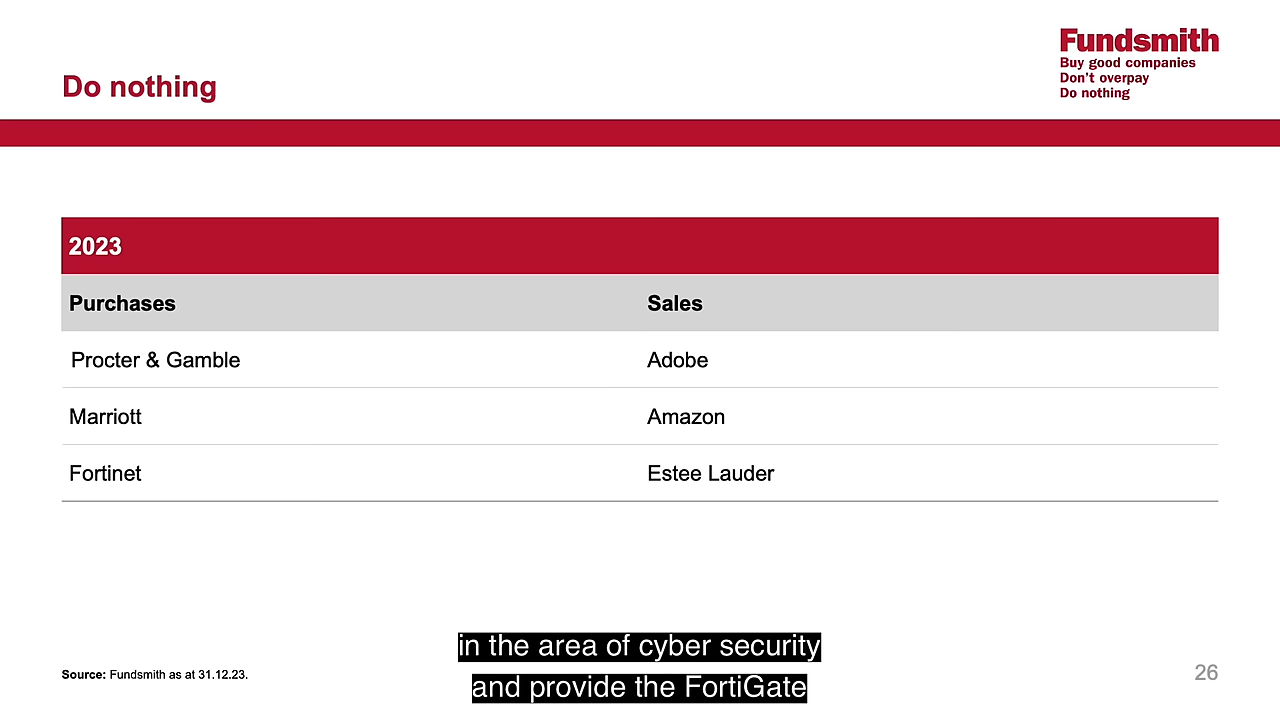 Fundsmith
Buy good companies
Don't overpay
Do nothing
Do nothing
2023
Purchases Sales
Procter & Gamble Adobe
Marriott Amazon
Fortinet Estee Lauder
in the area of cyber security
and provide the FortiGate
Source: Fundsmith as at 31.12.23.
26